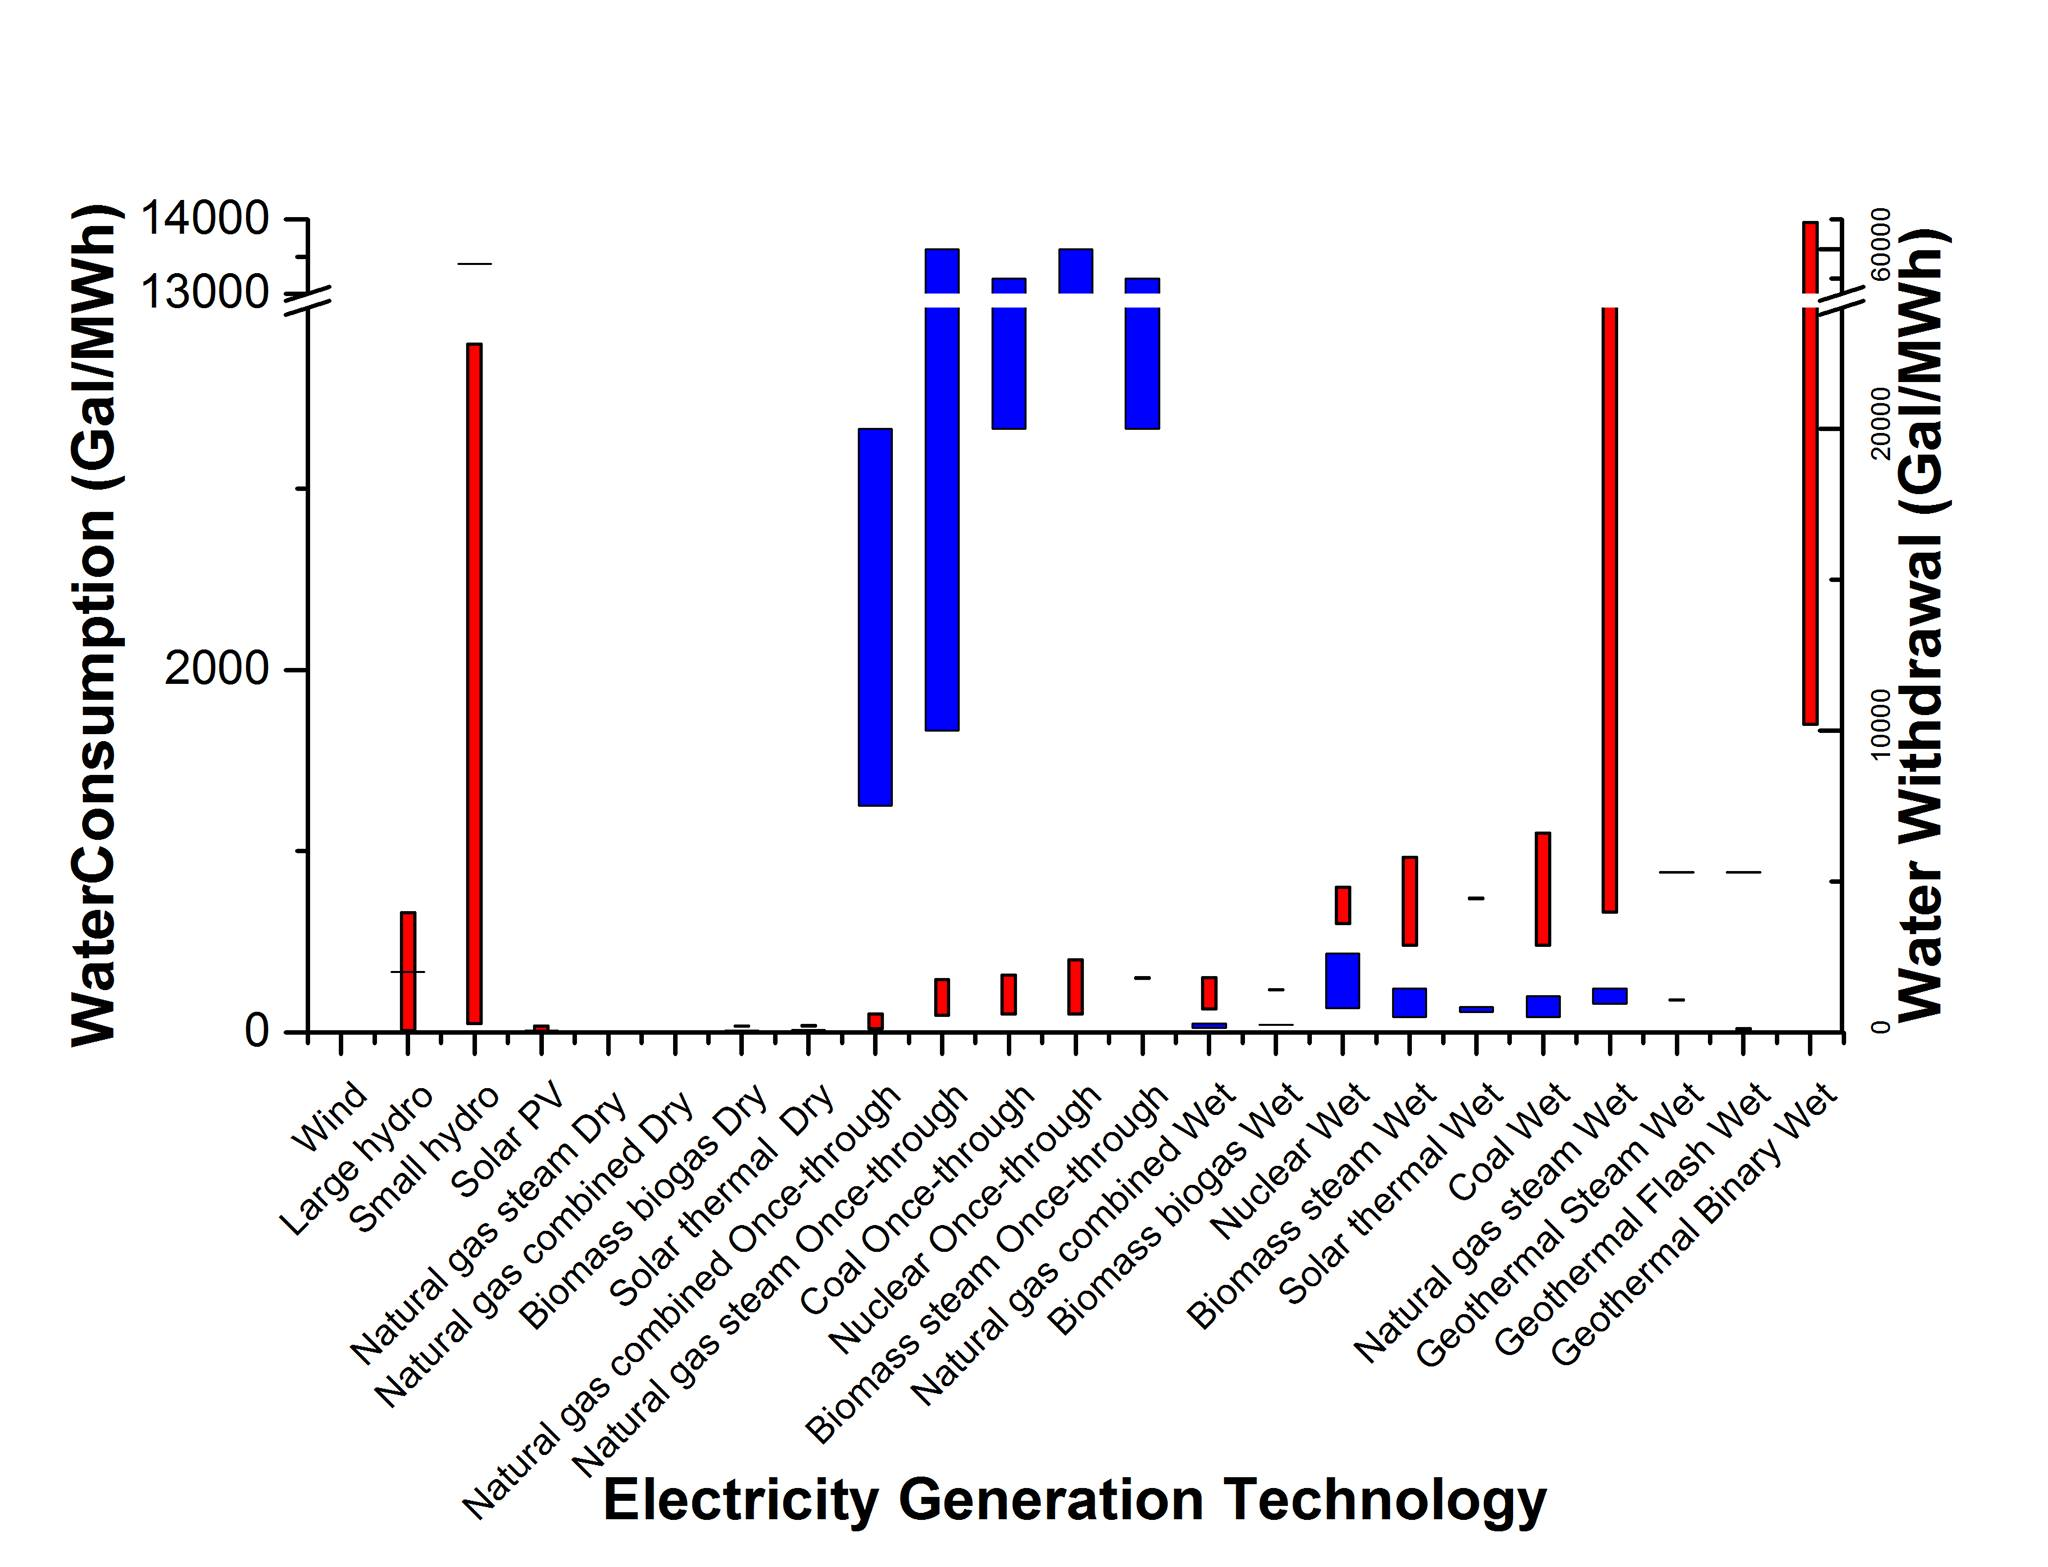 WaterConsumption (Gal/MWh)
14000
13000
2000
0
60000
20000
10000
0
Water Withdrawal (Gal/MWh)
Wind
Large hydro
Small hydro
Solar PV
Natural gas steam Dry
Natural gas combined Dry
Biomass biogas Dry
Solar thermal  Dry
Natural gas combined Once-through
Natural gas steam Once-through
Coal Once-through
Nuclear Once-through
Biomass steam Once-through
Natural gas combined Wet
Biomass biogas Wet
Nuclear Wet
Biomass steam Wet
Solar thermal Wet
Coal Wet
Natural gas steam Wet
Geothermal Steam Wet
Geothermal Flash Wet
Geothermal Binary Wet
Electricity Generation Technology